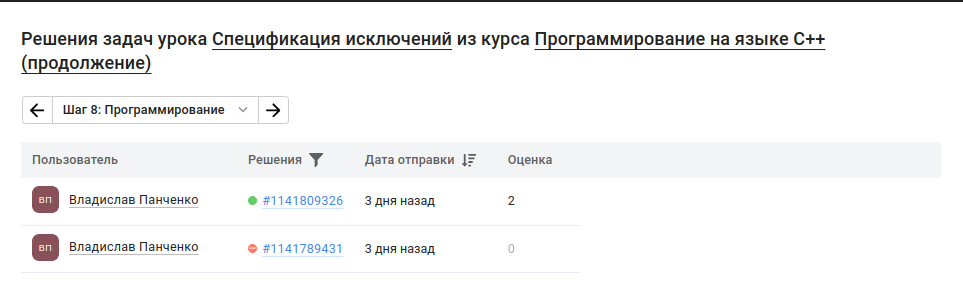 Решения задач урока Спецификация исключений из курса Программирование на языке C++
(продолжение)
Шаг 8: Программирование
Пользователь Решения Дата отправки Оценка
ВП Владислав Панченко #1141809326 3 дня назад 2
ВП Владислав Панченко #1141789431 3 дня назад 0